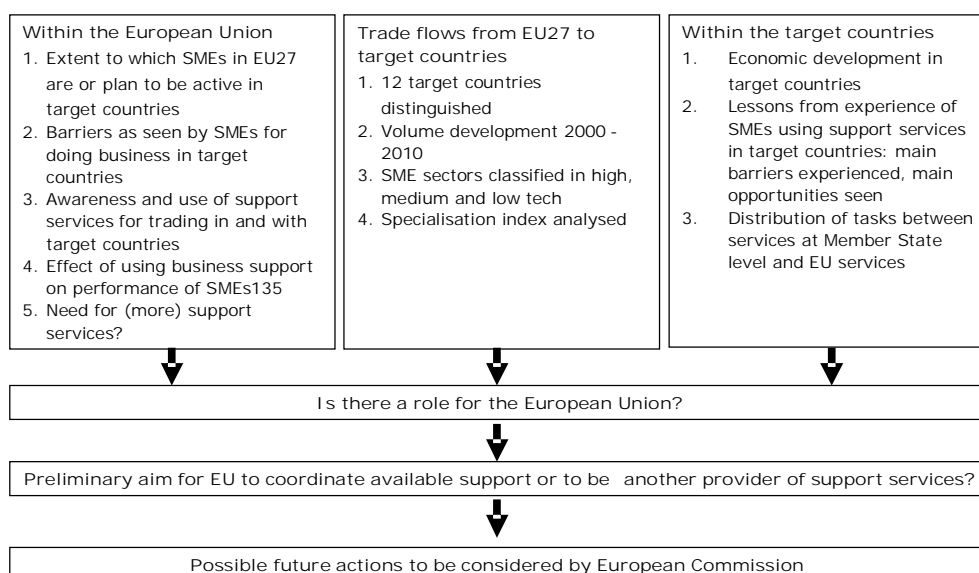 Within the European Union
1. Extent to which SMEs in EU27
are or plan to be active in
target countries
2. Barriers as seen by SMEs for
doing business in target
countries
3. Awareness and use of support
services for trading in and with
target countries
4. Effect of using business support
on performance of SMEs135
5. Need for (more) support
services?
Trade flows from EU27 to
target countries
1. 12 target countries
distinguished
2. Volume development 2000 -
2010
3. SME sectors classified in high,
medium and low tech
4. Specialisation index analysed
Within the target countries
1. Economic development in
target countries
2. Lessons from experience of
SMEs using support services
in target countries: main
barriers experienced, main
opportunities seen
3. Distribution of tasks between
services at Member State
level and EU services
Is there a role for the European Union?
Preliminary aim for EU to coordinate available support or to be another provider of support services?
Possible future actions to be considered by European Commission